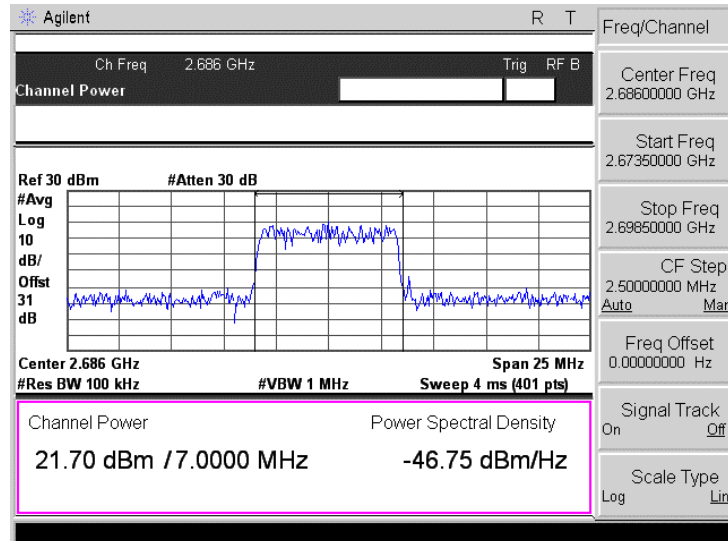 Agilent R T
Ch Freq 2.686 GHz Trig RF B
Channel Power
Ref 30 dBm #Atten 30 dB
#Avg
Log
10
dB/
Offst
31
dB
Center 2.686 GHz Span 25 MHz
#Res BW 100 kHz #VBW 1 MHz Sweep 4 ms (401 pts)
Channel Power Power Spectral Density
21.70 dBm /7.0000 MHz -46.75 dBm/Hz
Freq/Channel
Center Freq
2.68600000 GHz
Start Freq
2.67350000 GHz
Stop Freq
2.69850000 GHz
CF Step
2.50000000 MHz
Auto Man
Freq Offset
0.00000000 Hz
Signal Track
On Off
Scale Type
Log Lin